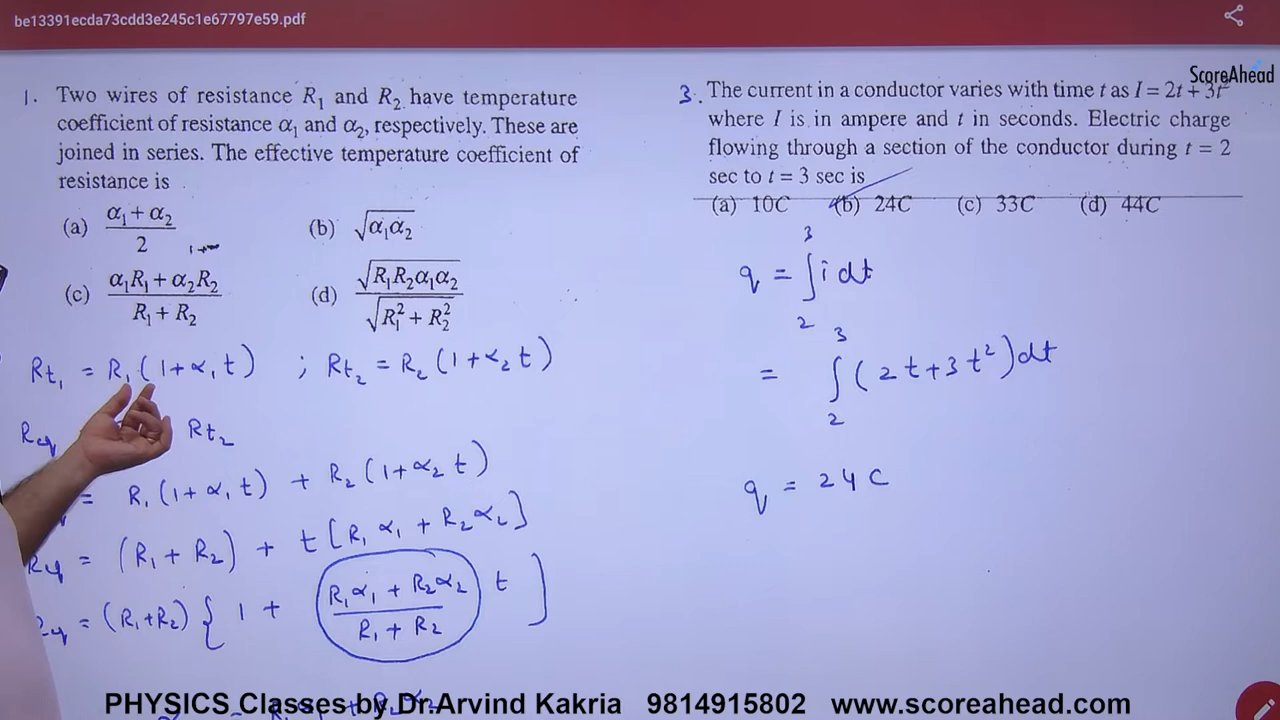 be13391ecda73cdd3e245c1e67797e59.pdf
ScoreAhead
1. Two wires of resistance R₁ and R₂ have temperature
coefficient of resistance α₁ and α₂, respectively. These are
joined in series. The effective temperature coefficient of
resistance is
(a) (α₁ + α₂)/2 (b) √(α₁α₂)
(c) (α₁R₁ + α₂R₂)/(R₁ + R₂) (d) √(R₁R₂α₁α₂)/√(R₁² + R₂²)
Rt₁ = R₁(1+α₁t) ; Rt₂ = R₂(1+α₂t)
Req Rt₂
= R₁(1+α₁t) + R₂(1+α₂t)
Req = (R₁+R₂) + t[R₁α₁ + R₂α₂]
Req = (R₁+R₂){1 + (R₁α₁ + R₂α₂)/(R₁ + R₂) t]
3. The current in a conductor varies with time t as I = 2t + 3t²
where I is in ampere and t in seconds. Electric charge
flowing through a section of the conductor during t = 2
sec to t = 3 sec is
(a) 10C (b) 24C (c) 33C (d) 44C
q = ∫₂³ i dt
= ∫₂³ (2t+3t²)dt
q = 24C
PHYSICS Classes by Dr.Arvind Kakria 9814915802 www.scoreahead.com